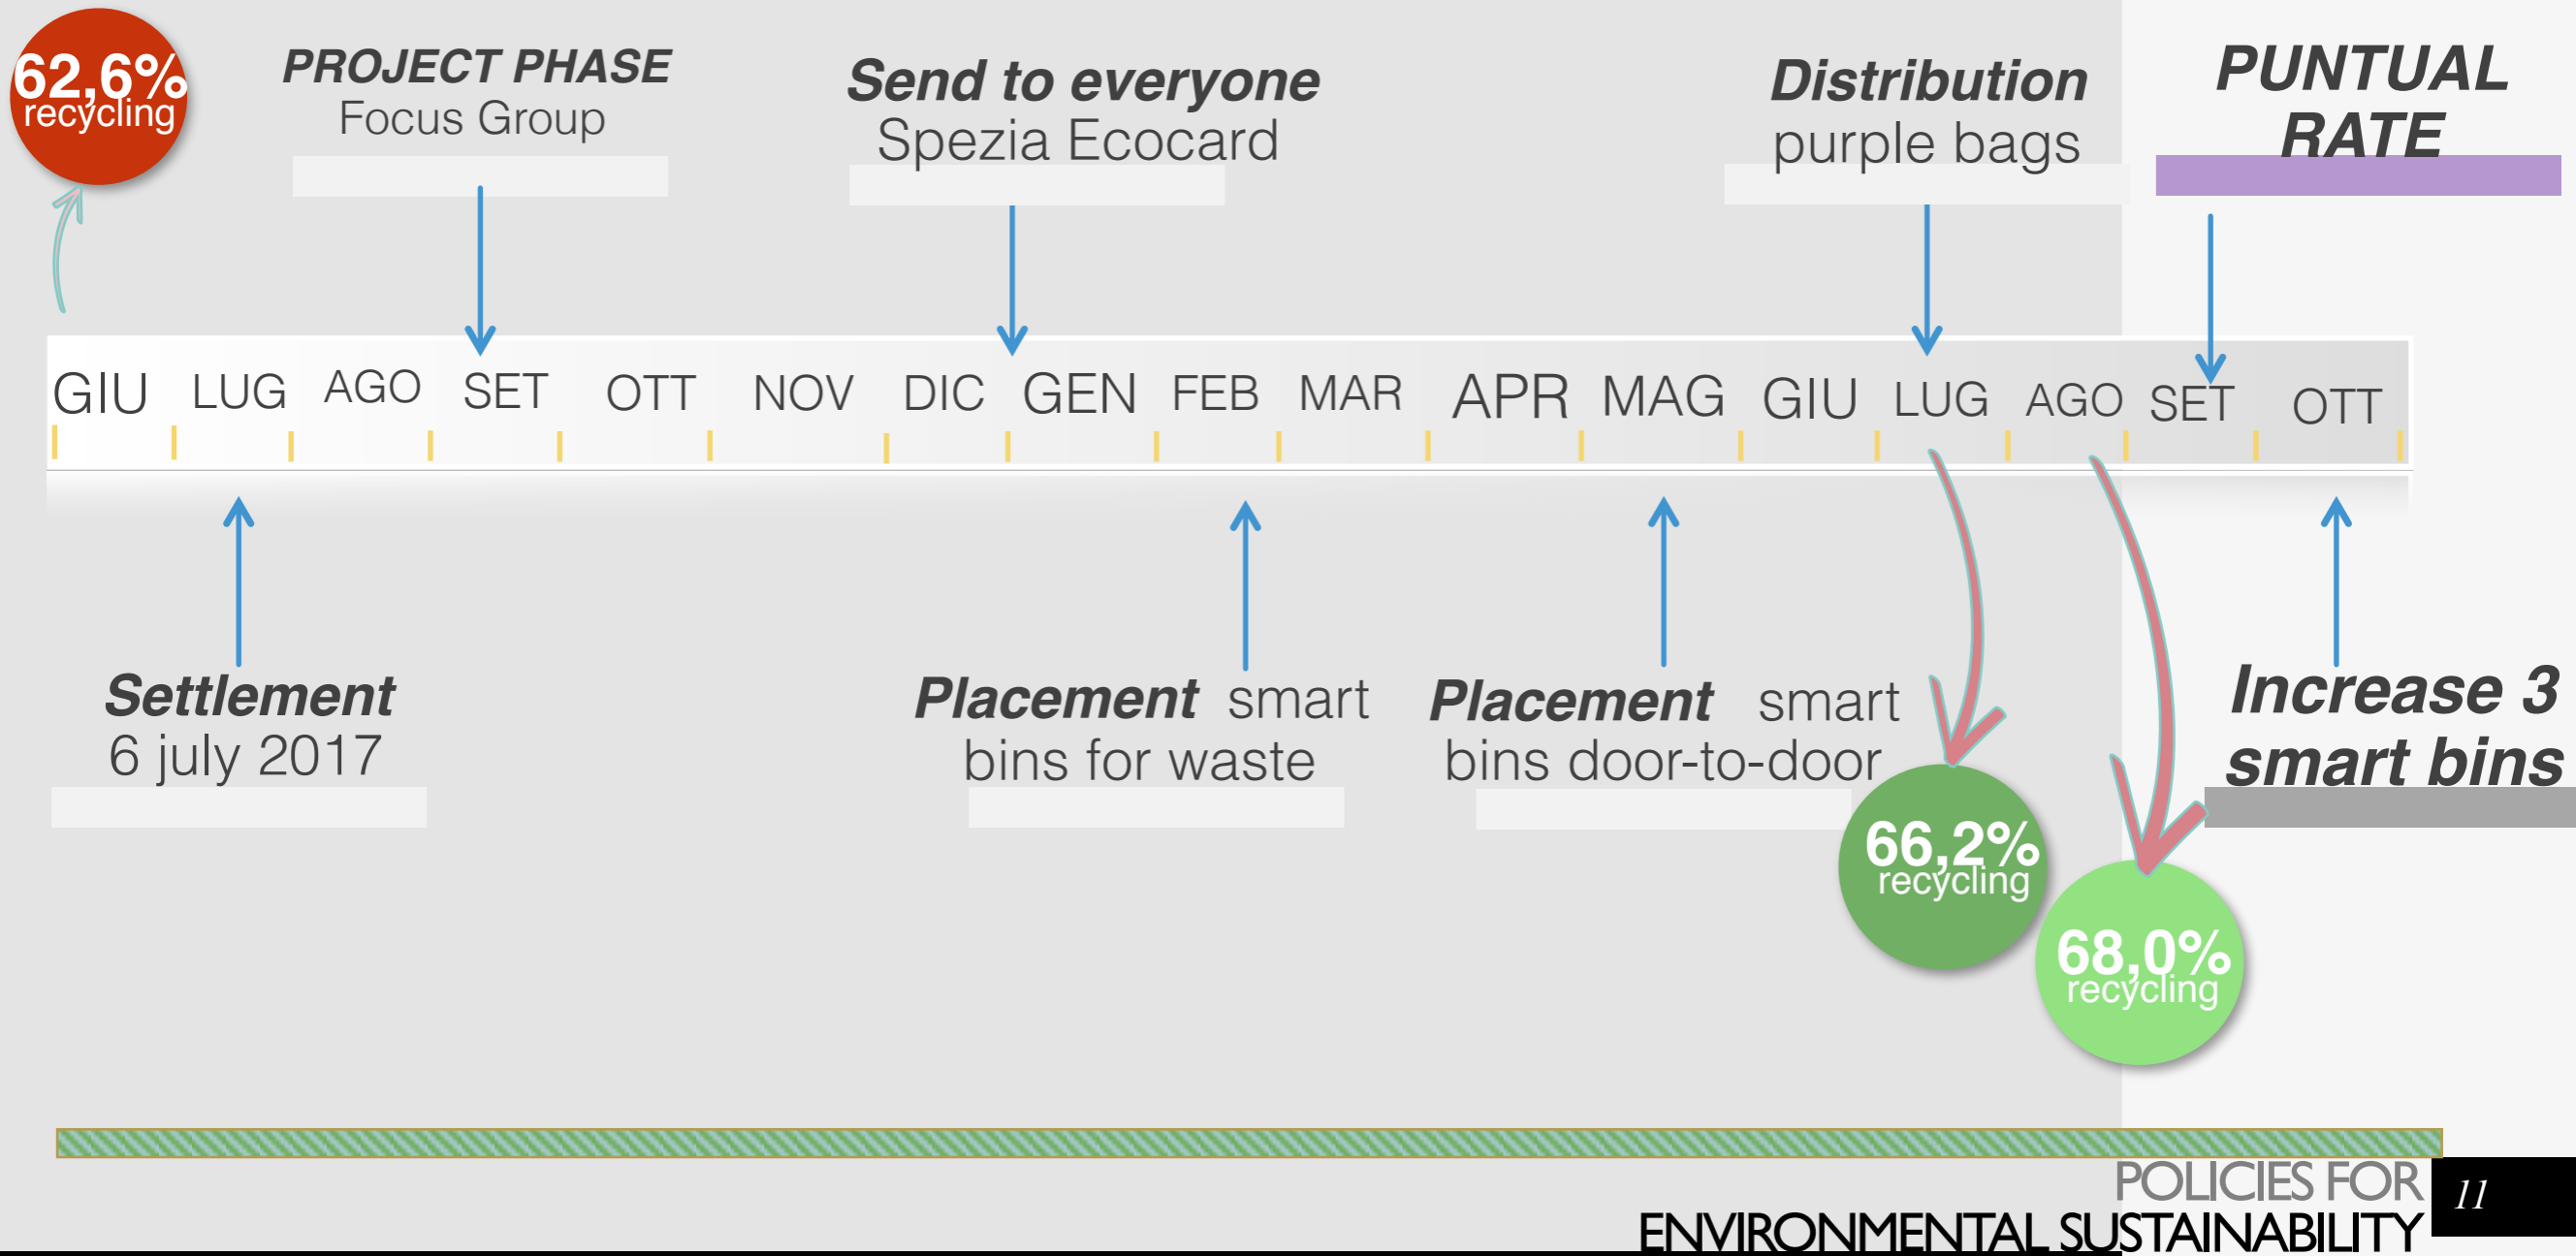 62,6%
recycling
PROJECT PHASE
Focus Group
Send to everyone
Spezia Ecocard
Distribution
purple bags
PUNTUAL
RATE
GIU LUG AGO SET OTT NOV DIC GEN FEB MAR APR MAG GIU LUG AGO SET OTT
Settlement
6 july 2017
Placement smart
bins for waste
Placement smart
bins door-to-door
Increase 3
smart bins
66,2%
recycling
68,0%
recycling
POLICIES FOR
ENVIRONMENTAL SUSTAINABILITY
11